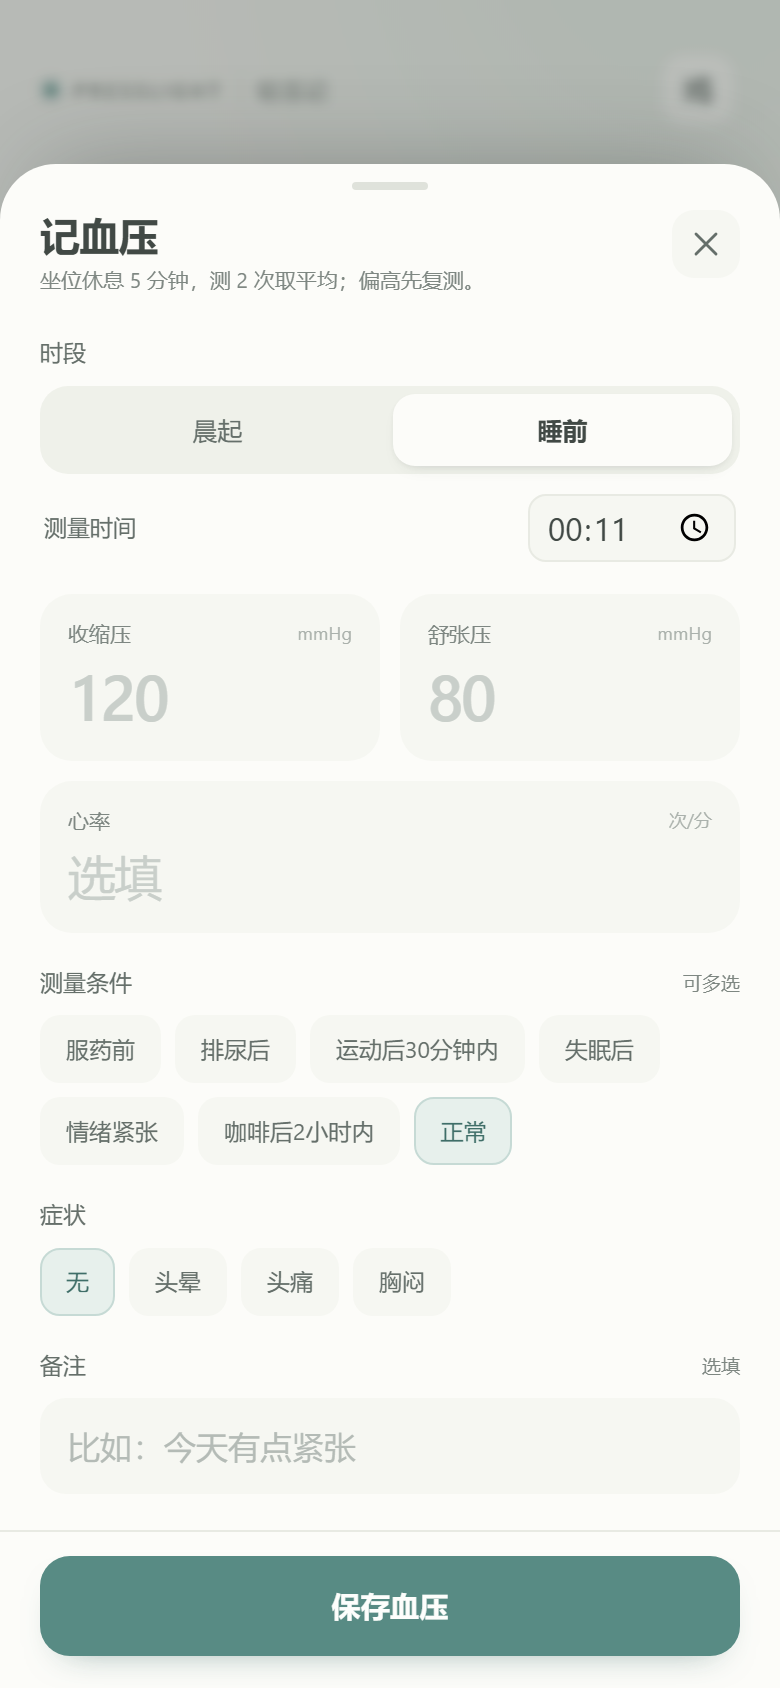 记血压
坐位休息 5 分钟，测 2 次取平均；偏高先复测。
时段
晨起 睡前
测量时间 00:11
收缩压 mmHg 舒张压 mmHg
120 80
心率 次/分
选填
测量条件 可多选
服药前 排尿后 运动后30分钟内 失眠后
情绪紧张 咖啡后2小时内 正常
症状
无 头晕 头痛 胸闷
备注 选填
比如：今天有点紧张
保存血压